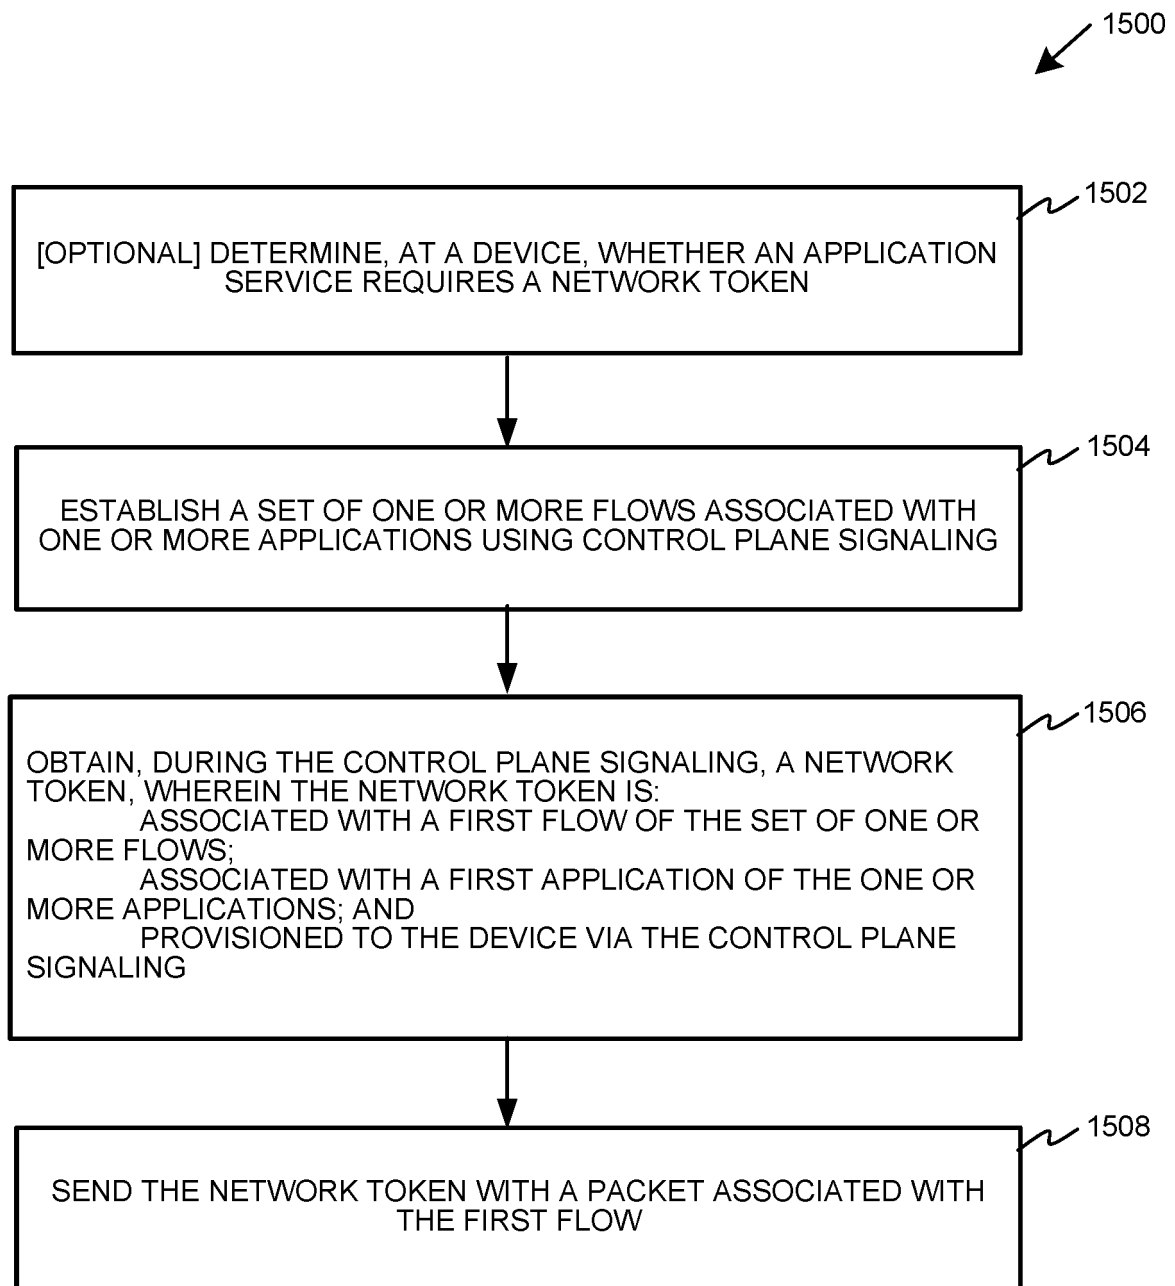 1500
1502
[OPTIONAL] DETERMINE, AT A DEVICE, WHETHER AN APPLICATION
SERVICE REQUIRES A NETWORK TOKEN
1504
ESTABLISH A SET OF ONE OR MORE FLOWS ASSOCIATED WITH
ONE OR MORE APPLICATIONS USING CONTROL PLANE SIGNALING
1506
OBTAIN, DURING THE CONTROL PLANE SIGNALING, A NETWORK
TOKEN, WHEREIN THE NETWORK TOKEN IS:
ASSOCIATED WITH A FIRST FLOW OF THE SET OF ONE OR
MORE FLOWS;
ASSOCIATED WITH A FIRST APPLICATION OF THE ONE OR
MORE APPLICATIONS; AND
PROVISIONED TO THE DEVICE VIA THE CONTROL PLANE
SIGNALING
1508
SEND THE NETWORK TOKEN WITH A PACKET ASSOCIATED WITH
THE FIRST FLOW